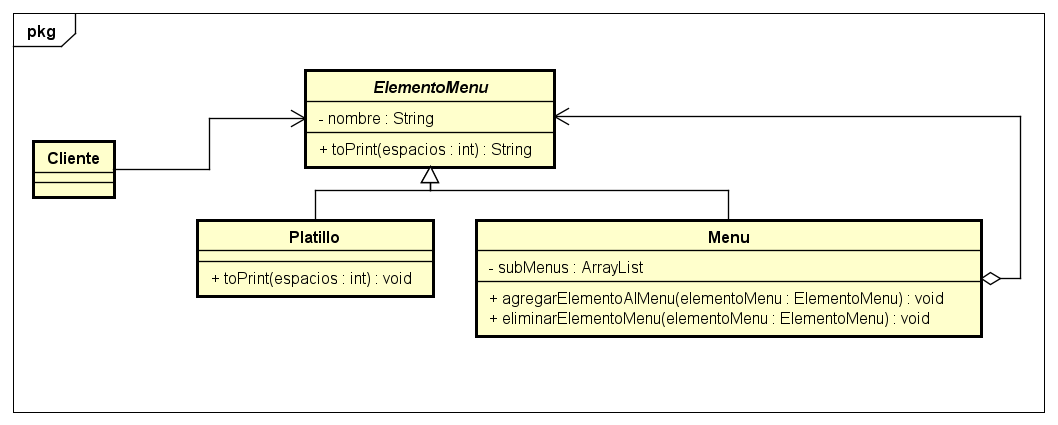 pkg
ElementoMenu
- nombre : String
+ toPrint(espacios : int) : String
Cliente
Platillo
+ toPrint(espacios : int) : void
Menu
- subMenus : ArrayList
+ agregarElementoAlMenu(elementoMenu : ElementoMenu) : void
+ eliminarElementoMenu(elementoMenu : ElementoMenu) : void